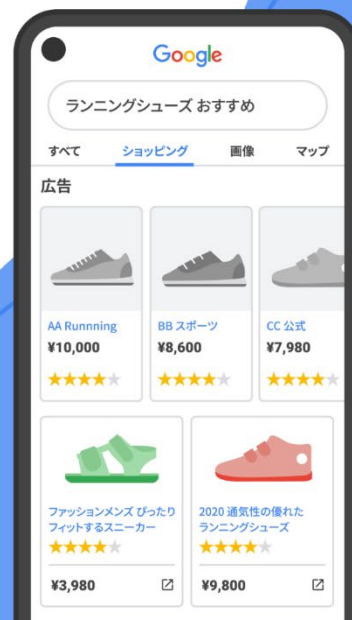 Google
ランニングシューズ おすすめ
すべて ショッピング 画像 マップ
広告
AA Runnning
¥10,000
BB スポーツ
¥8,600
CC 公式
¥7,980
ファッションメンズ ぴったり
フィットするスニーカー
¥3,980
2020 通気性の優れた
ランニングシューズ
¥9,800